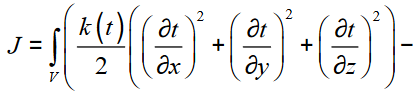 J = ∫_V ( k(t)/2 ( (∂t/∂x)² + (∂t/∂y)² + (∂t/∂z)² ) −